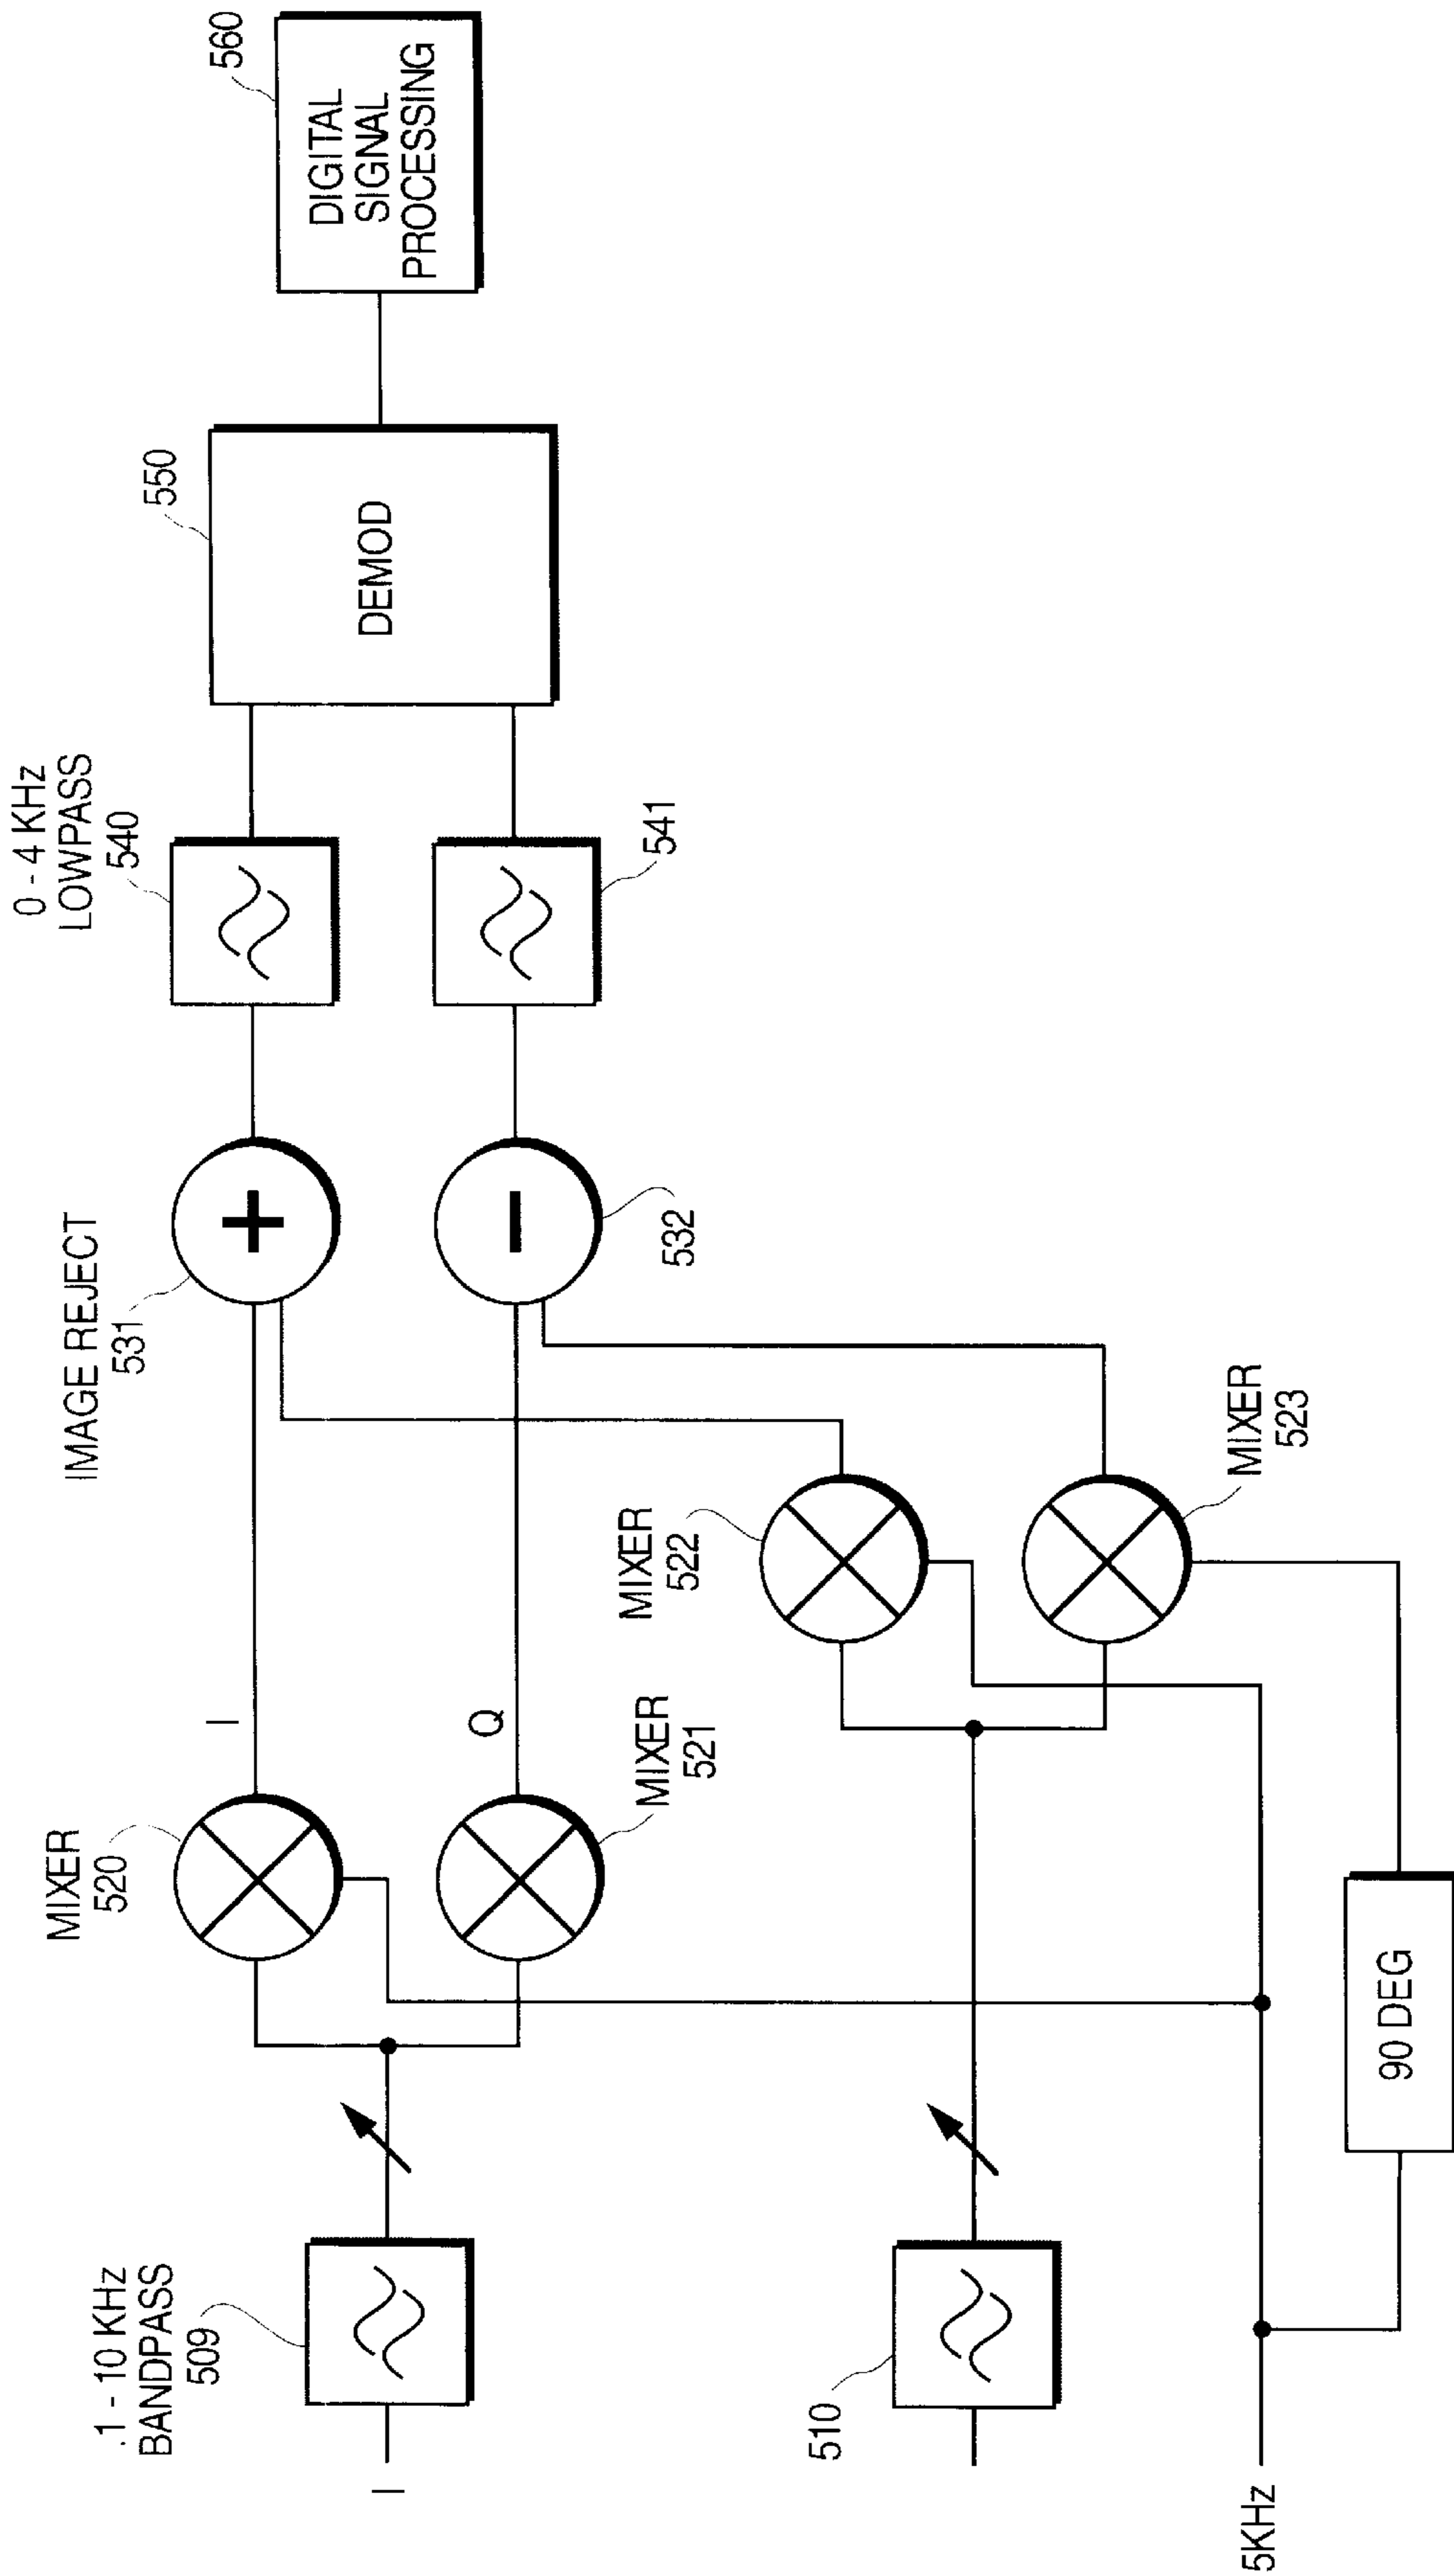 .1 - 10 KHz
BANDPASS
509
I
510
5KHz
90 DEG
MIXER
520
I
Q
MIXER
521
MIXER
522
MIXER
523
IMAGE REJECT
531
+
−
532
0 - 4 KHz
LOWPASS
540
541
550
DEMOD
560
DIGITAL
SIGNAL
PROCESSING